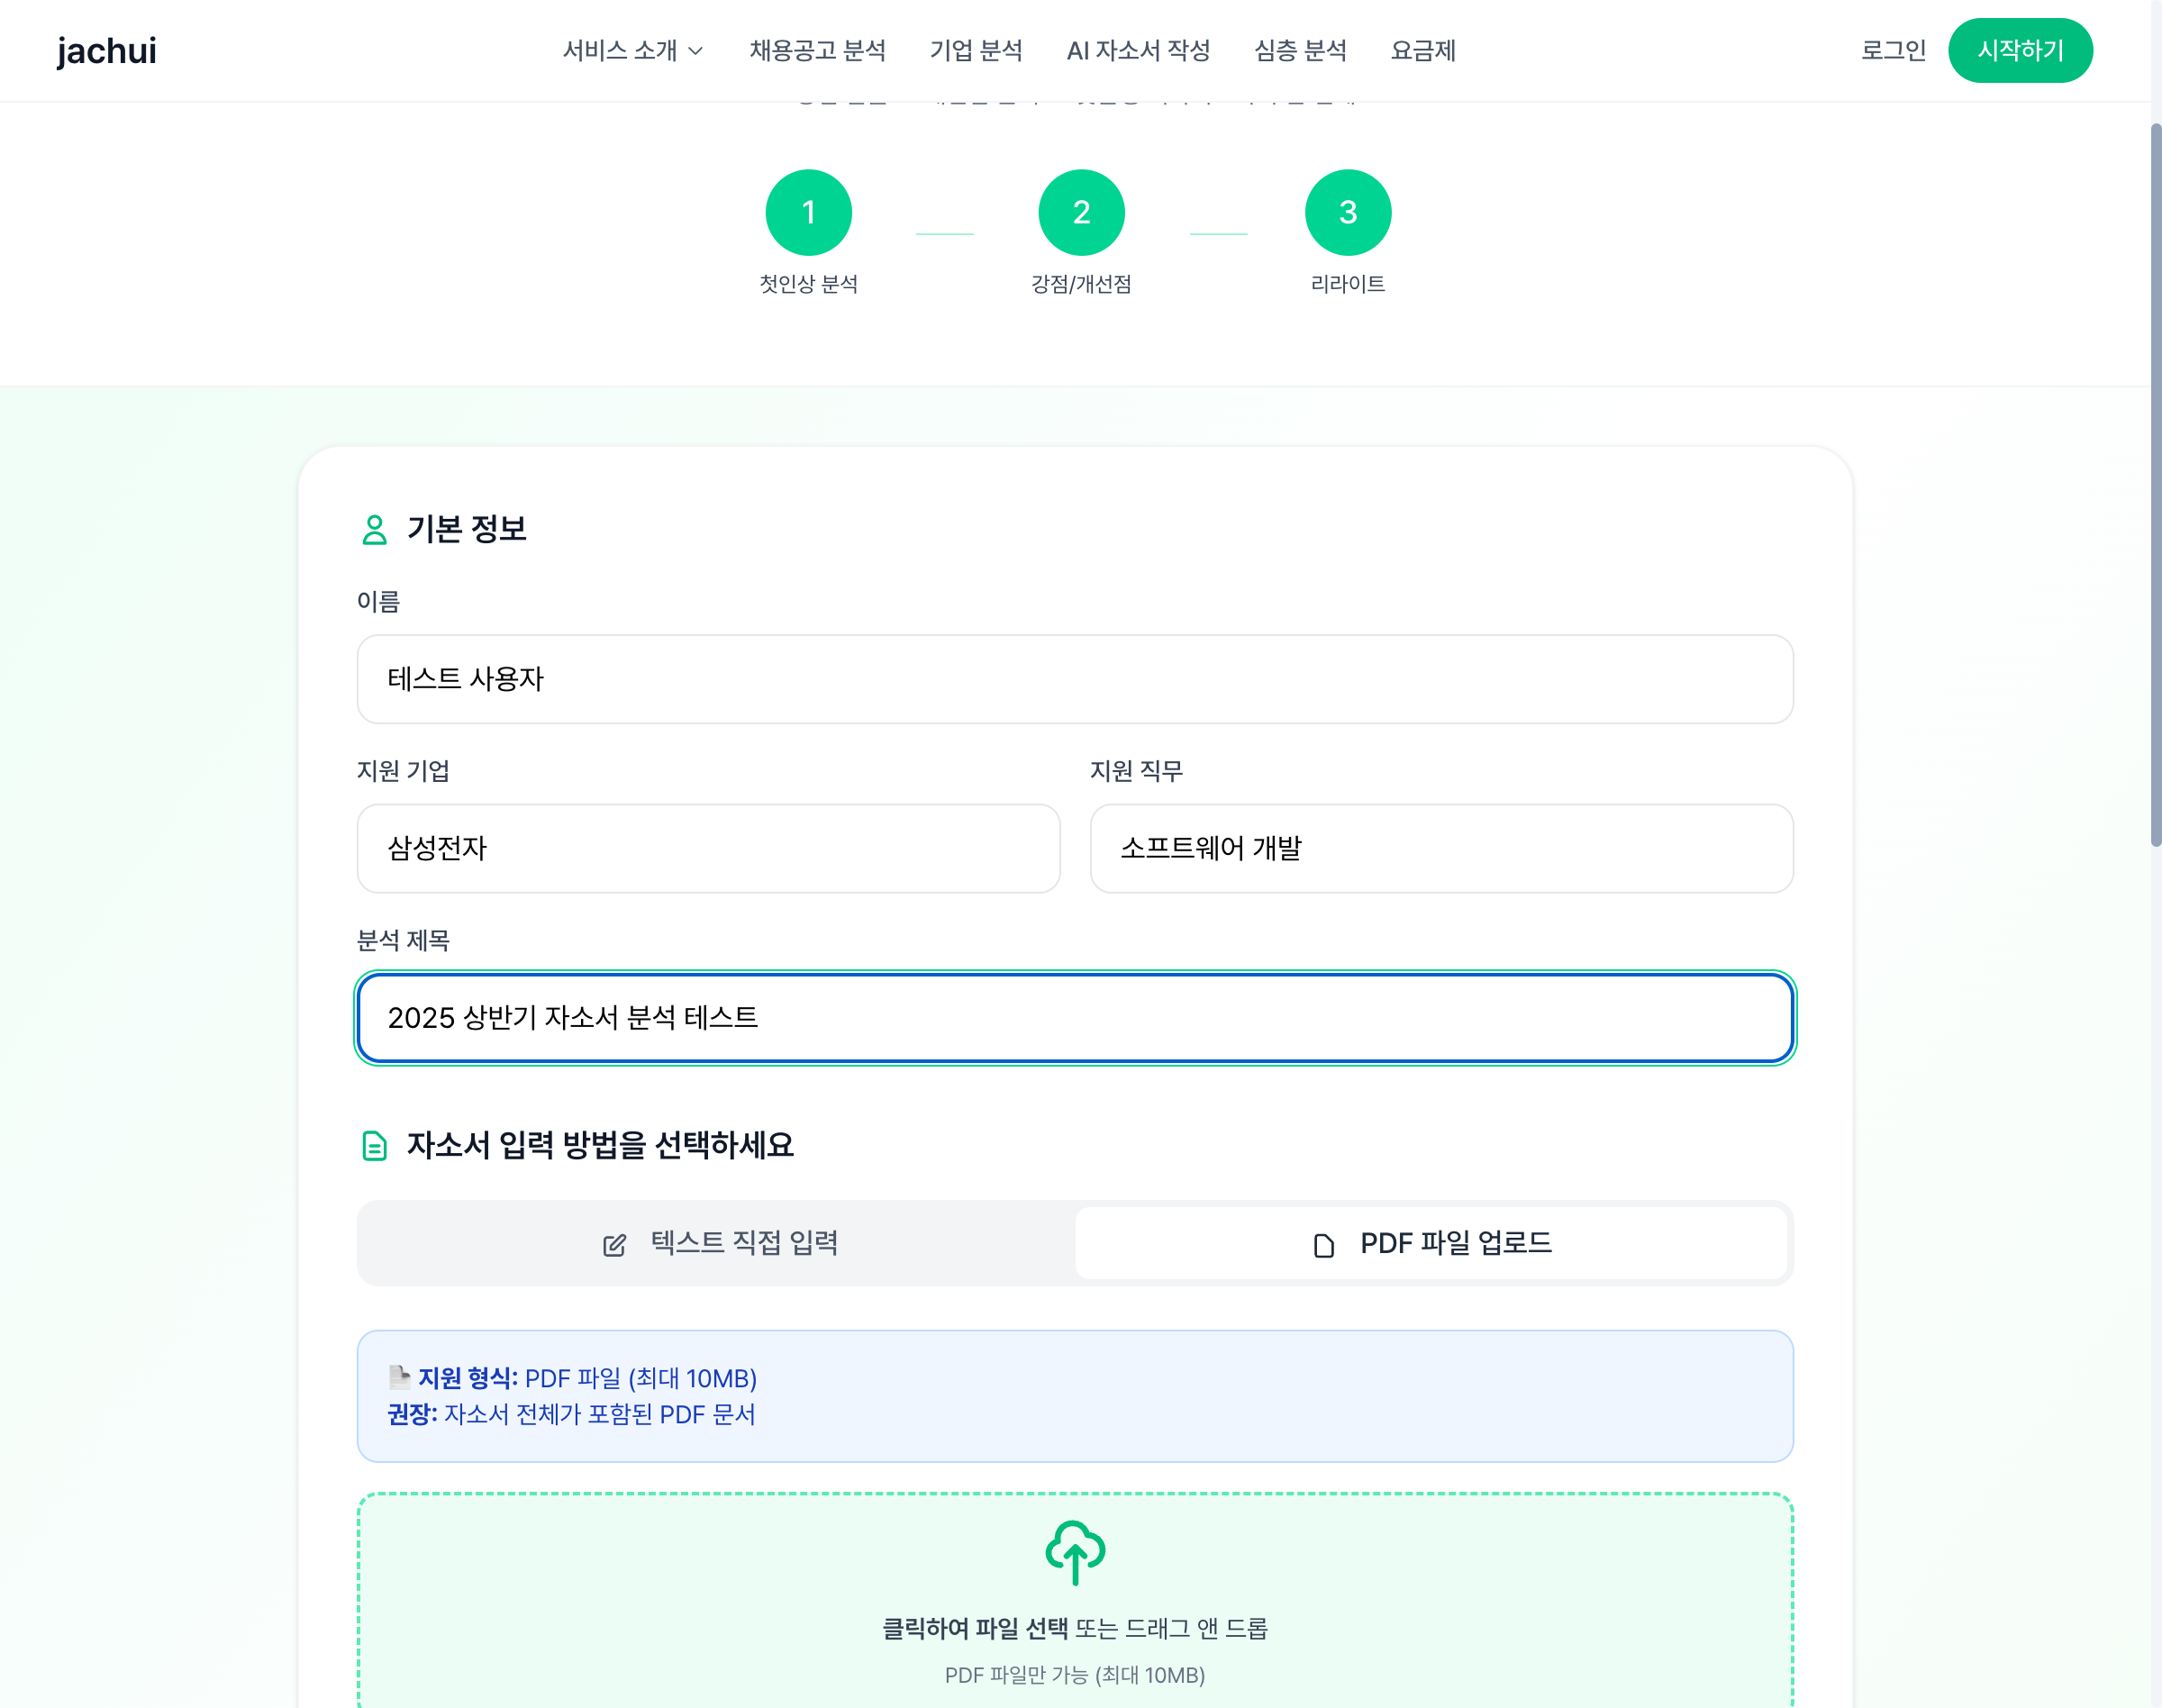 jachui
서비스 소개
채용공고 분석
기업 분석
AI 자소서 작성
심층 분석
요금제
로그인
시작하기
1
2
3
첫인상 분석
강점/개선점
리라이트
기본 정보
이름
테스트 사용자
지원 기업
지원 직무
삼성전자
소프트웨어 개발
분석 제목
2025 상반기 자소서 분석 테스트
자소서 입력 방법을 선택하세요
텍스트 직접 입력
PDF 파일 업로드
지원 형식: PDF 파일 (최대 10MB)
권장: 자소서 전체가 포함된 PDF 문서
클릭하여 파일 선택 또는 드래그 앤 드롭
PDF 파일만 가능 (최대 10MB)